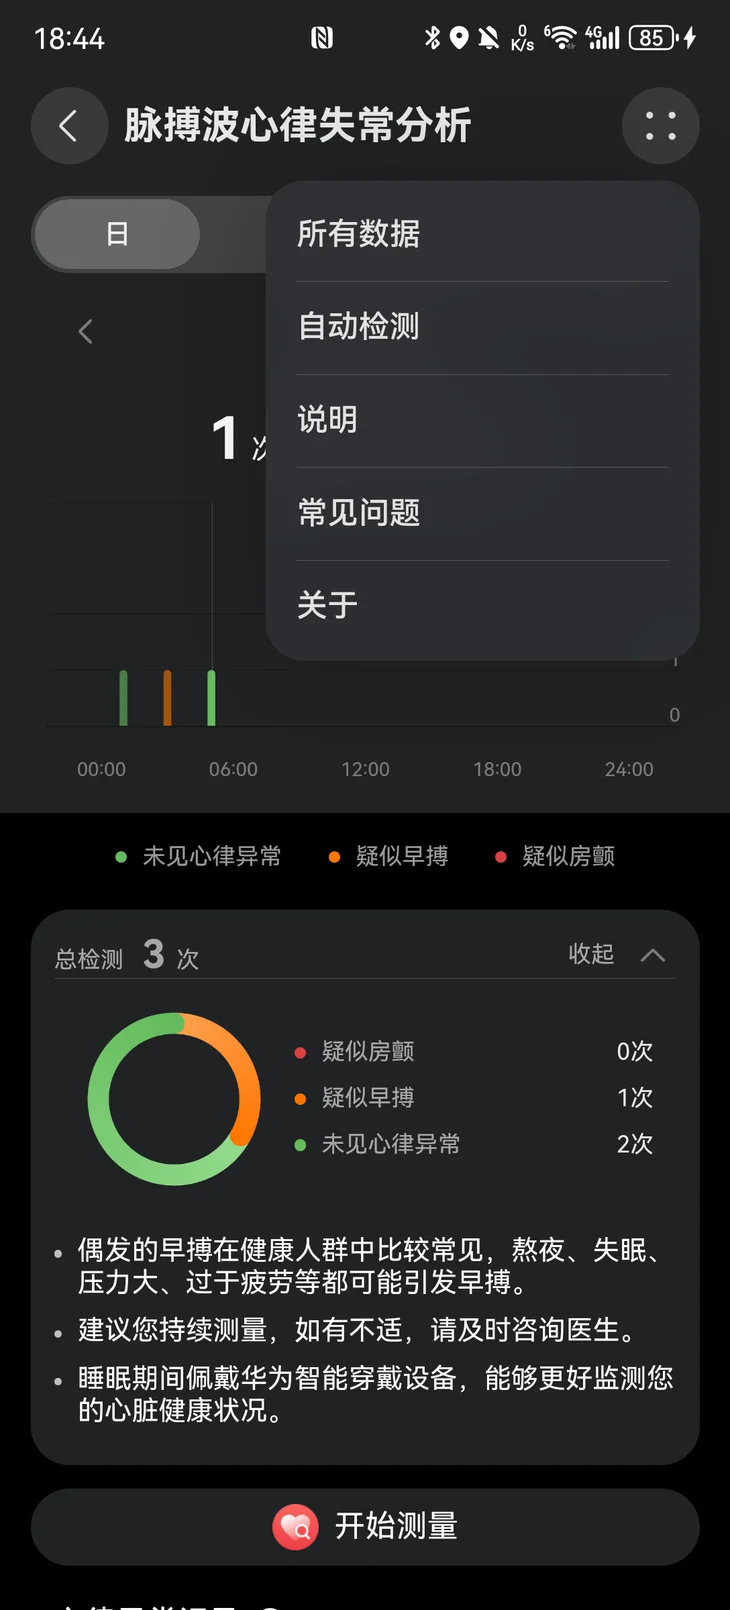 18:44
0
K/s
6
4G
85
脉搏波心律失常分析
日
所有数据
自动检测
说明
常见问题
关于
1
0
00:00 06:00 12:00 18:00 24:00
未见心律异常 疑似早搏 疑似房颤
总检测 3 次 收起
疑似房颤 0次
疑似早搏 1次
未见心律异常 2次
偶发的早搏在健康人群中比较常见，熬夜、失眠、
压力大、过于疲劳等都可能引发早搏。
建议您持续测量，如有不适，请及时咨询医生。
睡眠期间佩戴华为智能穿戴设备，能够更好监测您
的心脏健康状况。
开始测量